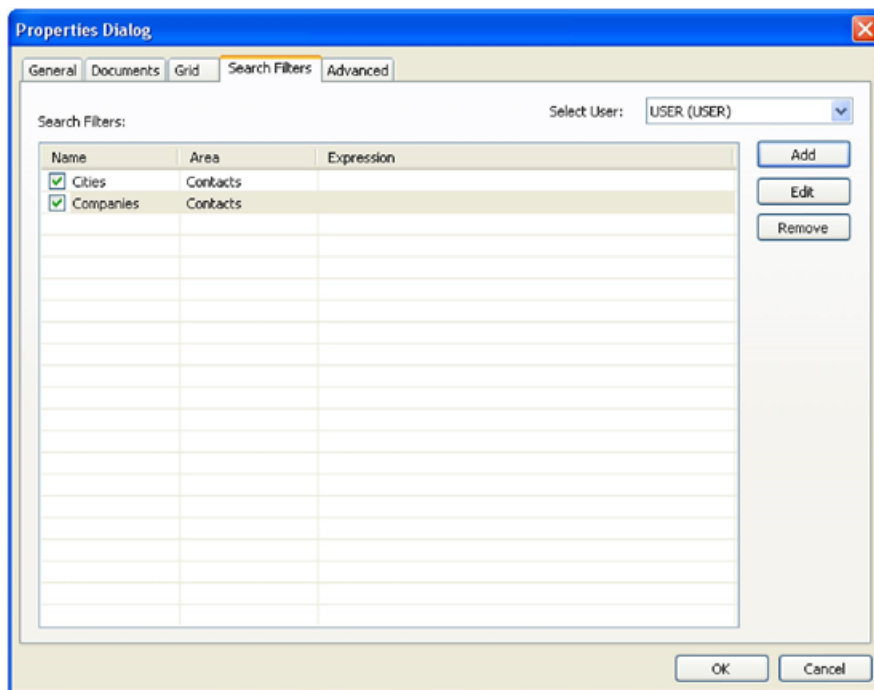 Properties Dialog
General Documents Grid Search Filters Advanced
Select User: USER (USER)
Search Filters:
Name Area Expression Add
Cities Contacts
Edit
Companies Contacts
Remove
OK Cancel